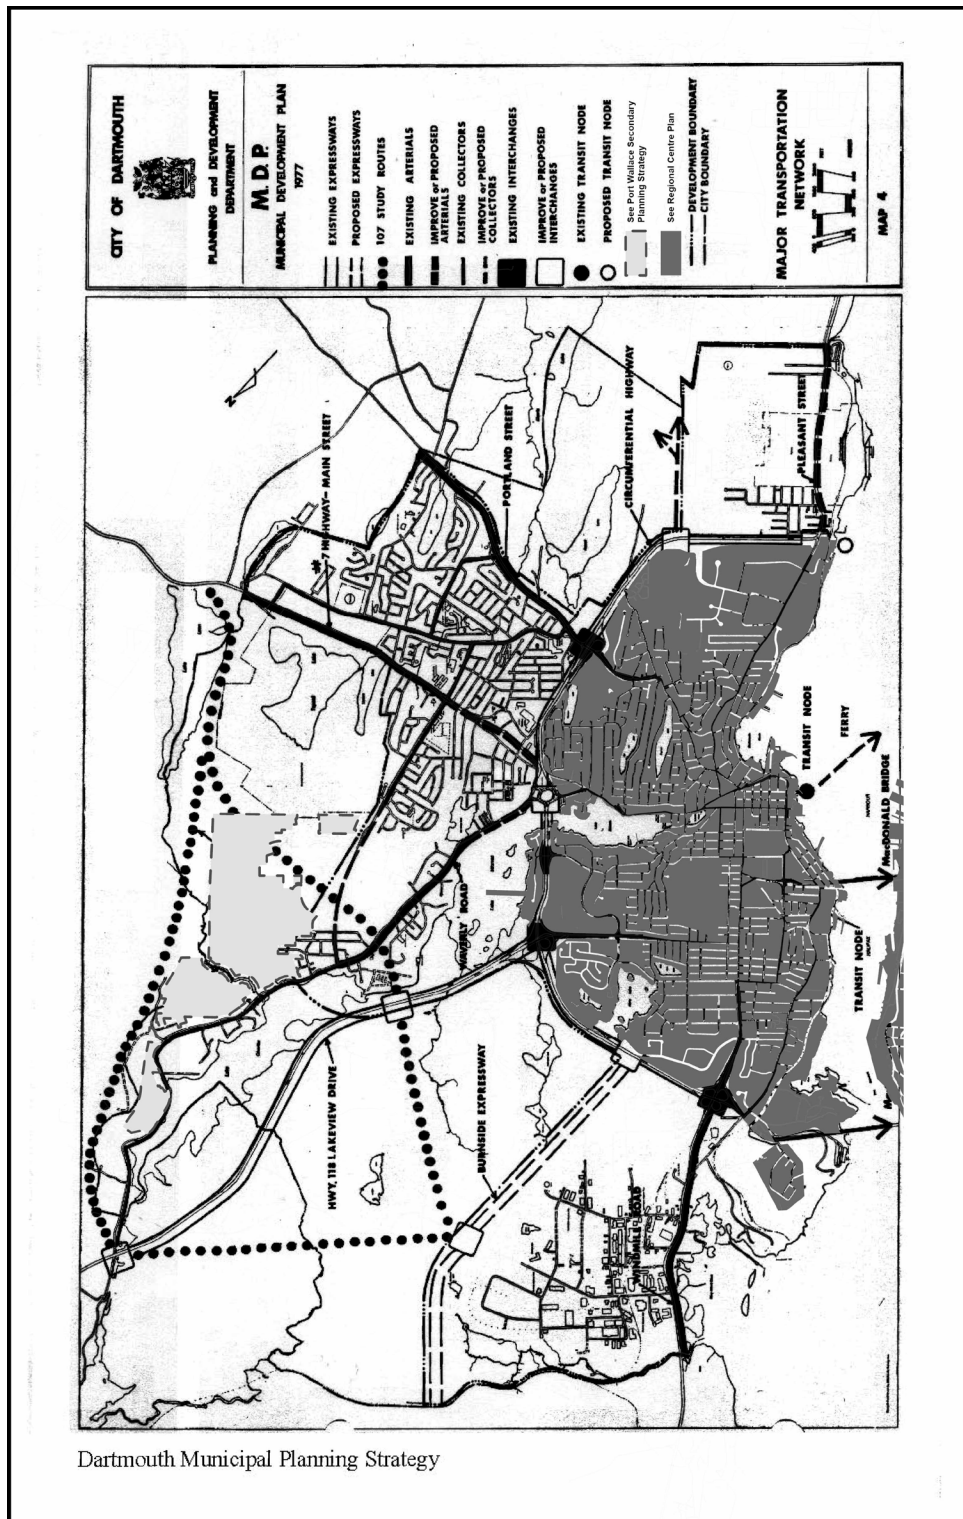 CITY OF DARTMOUTH
PLANNING and DEVELOPMENT
DEPARTMENT
M. D. P.
MUNICIPAL DEVELOPMENT PLAN
1977
EXISTING EXPRESSWAYS
PROPOSED EXPRESSWAYS
107 STUDY ROUTES
EXISTING ARTERIALS
IMPROVE or PROPOSED
ARTERIALS
EXISTING COLLECTORS
IMPROVE or PROPOSED
COLLECTORS
EXISTING INTERCHANGES
IMPROVE or PROPOSED
INTERCHANGES
EXISTING TRANSIT NODE
PROPOSED TRANSIT NODE
See Port Wallace Secondary
Planning Strategy
See Regional Centre Plan
DEVELOPMENT BOUNDARY
CITY BOUNDARY
MAJOR TRANSPORTATION
NETWORK
MAP 4
N
#7 HIGHWAY- MAIN STREET
PORTLAND STREET
CIRCUMFERENTIAL HIGHWAY
PLEASANT STREET
TRANSIT NODE
FERRY
MacDONALD BRIDGE
WAVERLY ROAD
TRANSIT NODE
HWY. 118 LAKEVIEW DRIVE
BURNSIDE EXPRESSWAY
WINDMILL ROAD
Dartmouth Municipal Planning Strategy